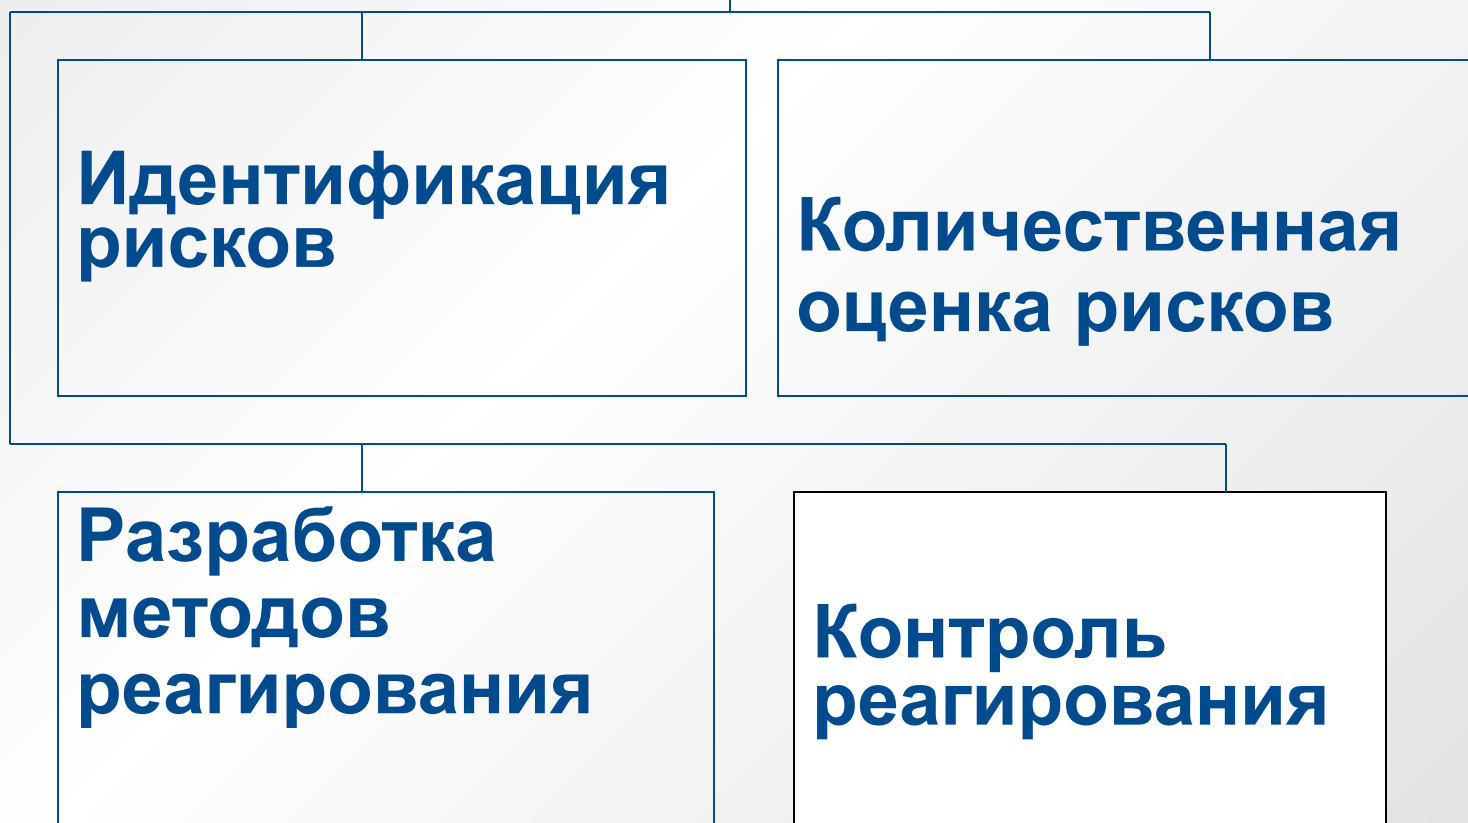 Идентификация
рисков
Количественная
оценка рисков
Разработка
методов
реагирования
Контроль
реагирования